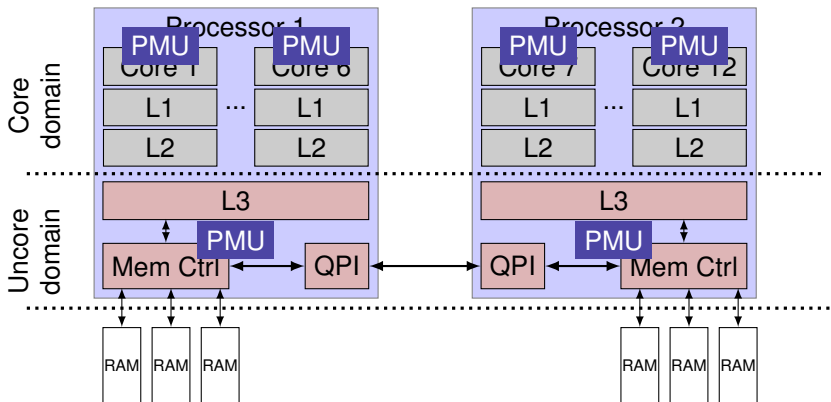 Processor 1
Processor 2
PMU
PMU
PMU
PMU
Core 1
Core 6
Core 7
Core 12
Core
domain
L1
...
L1
L1
...
L1
L2
L2
L2
L2
L3
L3
Uncore
domain
PMU
PMU
Mem Ctrl
QPI
QPI
Mem Ctrl
RAM
RAM
RAM
RAM
RAM
RAM